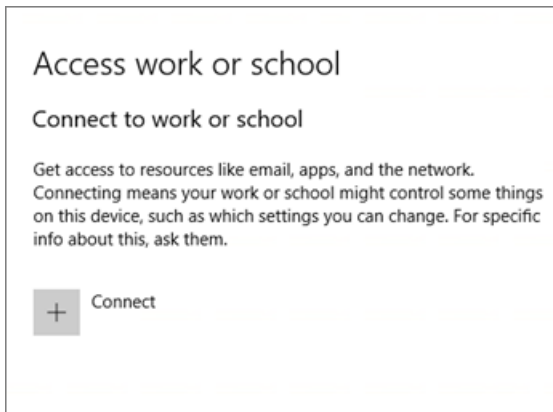 Access work or school
Connect to work or school
Get access to resources like email, apps, and the network.
Connecting means your work or school might control some things
on this device, such as which settings you can change. For specific
info about this, ask them.
Connect